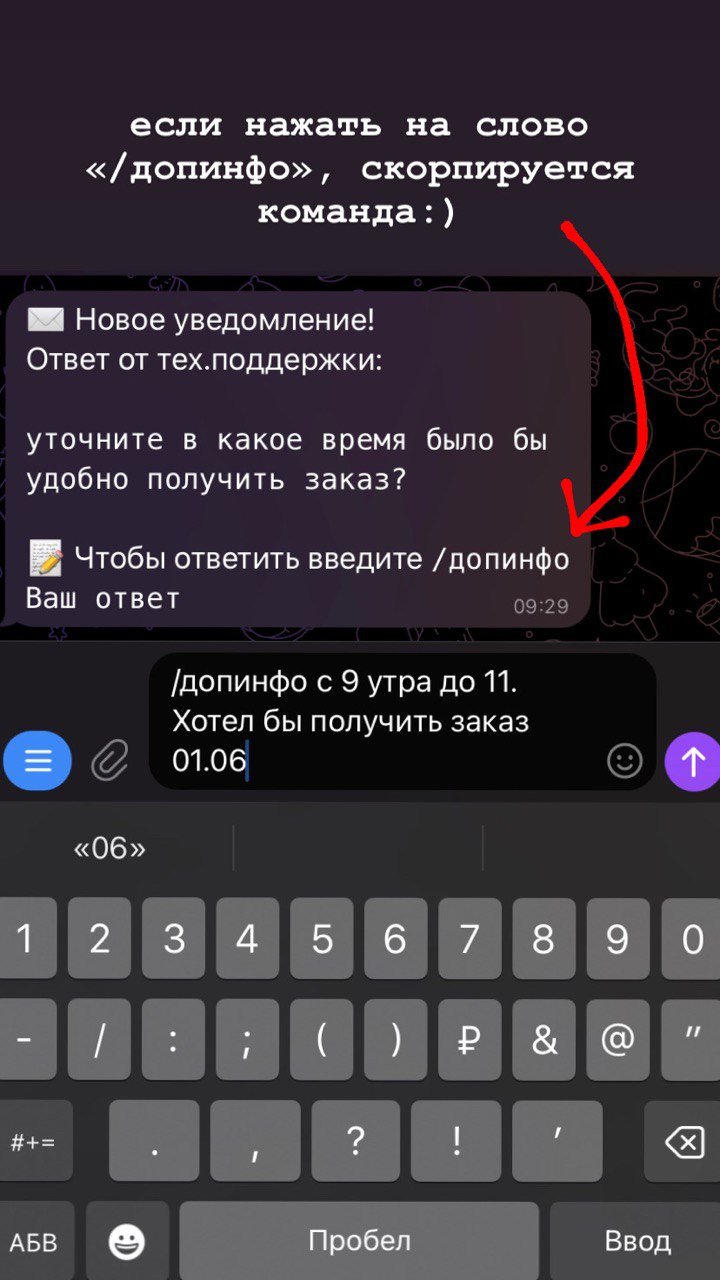 если нажать на слово
«/допинфо», скорпируется
команда:)
✉️ Новое уведомление!
Ответ от тех.поддержки:
уточните в какое время было бы
удобно получить заказ?
📝 Чтобы ответить введите /допинфо
Ваш ответ
09:29
/допинфо с 9 утра до 11.
Хотел бы получить заказ
01.06
«06»
1 2 3 4 5 6 7 8 9 0
- / : ; ( ) ₽ & @ "
#+= . , ? ! ′
АБВ Пробел Ввод